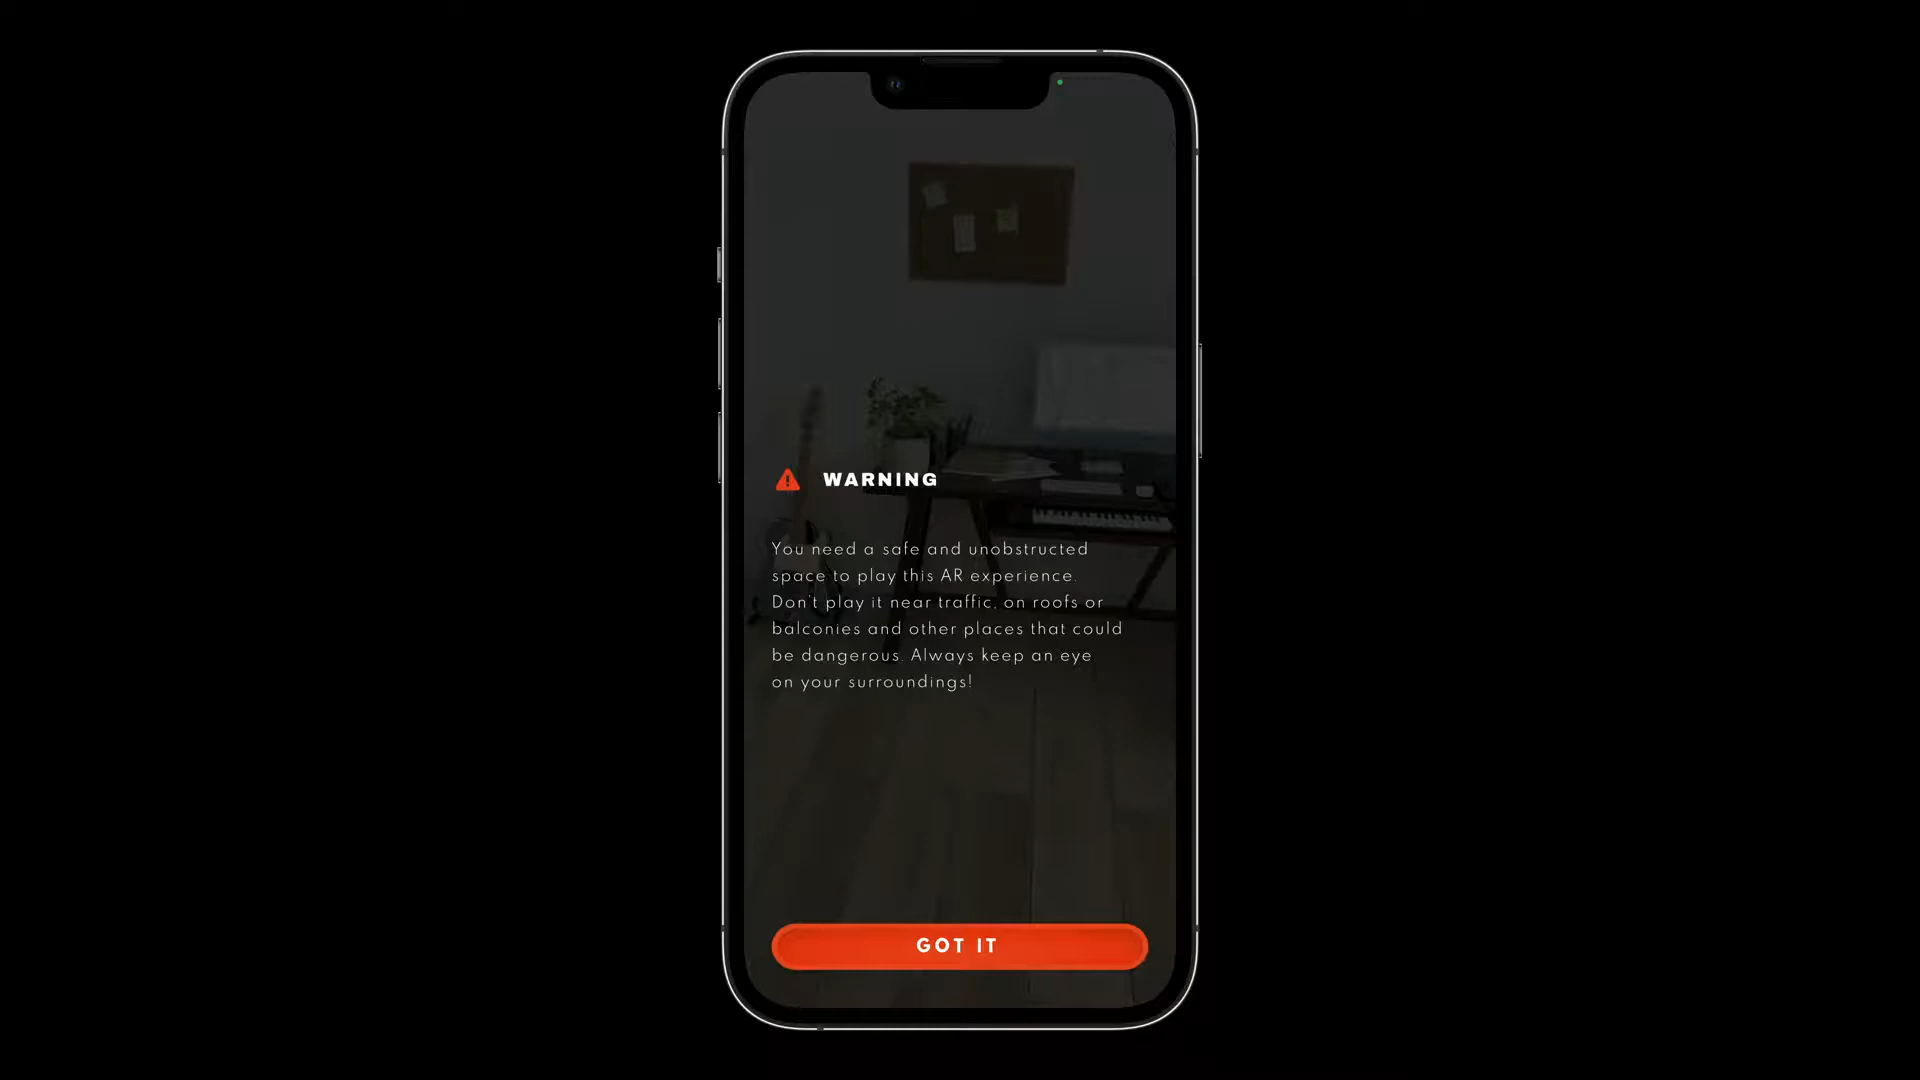 WARNING
You need a safe and unobstructed
space to play this AR experience.
Don't play it near traffic, on roofs or
balconies and other places that could
be dangerous. Always keep an eye
on your surroundings!
GOT IT